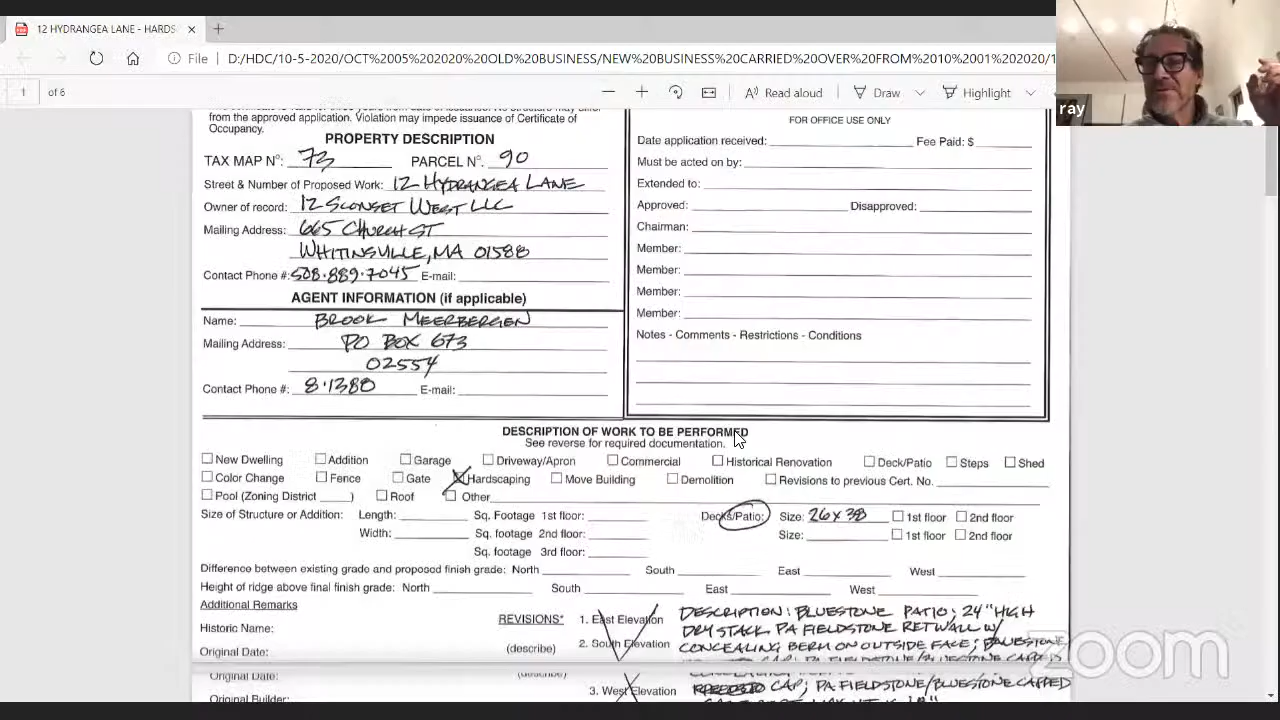 12 HYDRANGEA LANE - HARDS
File D:/HDC/10-5-2020/OCT%2005%202020%20OLD%20BUSINESS/NEW%20BUSINESS%20CARRIED%20OVER%20FROM%2010%2001%202020/1
1 of 6 Read aloud Draw Highlight
ray
from the approved application. Violation may impede issuance of Certificate of
Occupancy.
PROPERTY DESCRIPTION
TAX MAP N°: 73 PARCEL N°. 90
Street & Number of Proposed Work: 12 HYDRANGEA LANE
Owner of record: 12 SCONSET WEST LLC
Mailing Address: 665 CHURCH ST
WHITINSVILLE, MA 01588
Contact Phone #: 508.889.7045 E-mail:
AGENT INFORMATION (if applicable)
Name: BROOK MEERBERGEN
Mailing Address: PO BOX 673
02554
Contact Phone #: 8.1380 E-mail:
FOR OFFICE USE ONLY
Date application received: Fee Paid: $
Must be acted on by:
Extended to:
Approved: Disapproved:
Chairman:
Member:
Member:
Member:
Member:
Notes - Comments - Restrictions - Conditions
DESCRIPTION OF WORK TO BE PERFORMED
See reverse for required documentation.
New Dwelling Addition Garage Driveway/Apron Commercial Historical Renovation Deck/Patio Steps Shed
Color Change Fence Gate Hardscaping Move Building Demolition Revisions to previous Cert. No.
Pool (Zoning District ) Roof Other
Size of Structure or Addition: Length: Sq. Footage 1st floor: Decks/Patio: Size: 26 x 38 1st floor 2nd floor
Width: Sq. footage 2nd floor: Size: 1st floor 2nd floor
Sq. footage 3rd floor:
Difference between existing grade and proposed finish grade: North South East West
Height of ridge above final finish grade: North South East West
Additional Remarks
Historic Name:
Original Date:
REVISIONS* 1. East Elevation
(describe) 2. South Elevation
DESCRIPTION: BLUESTONE PATIO; 24" HIGH
DRY STACK PA FIELDSTONE RETWALL W/
CONCEALING BERM ON OUTSIDE FACE; BLUESTONE
Original Date: (describe)
Original Builder: 3. West Elevation
CAP; PA FIELDSTONE/BLUESTONE CAPPED
zoom